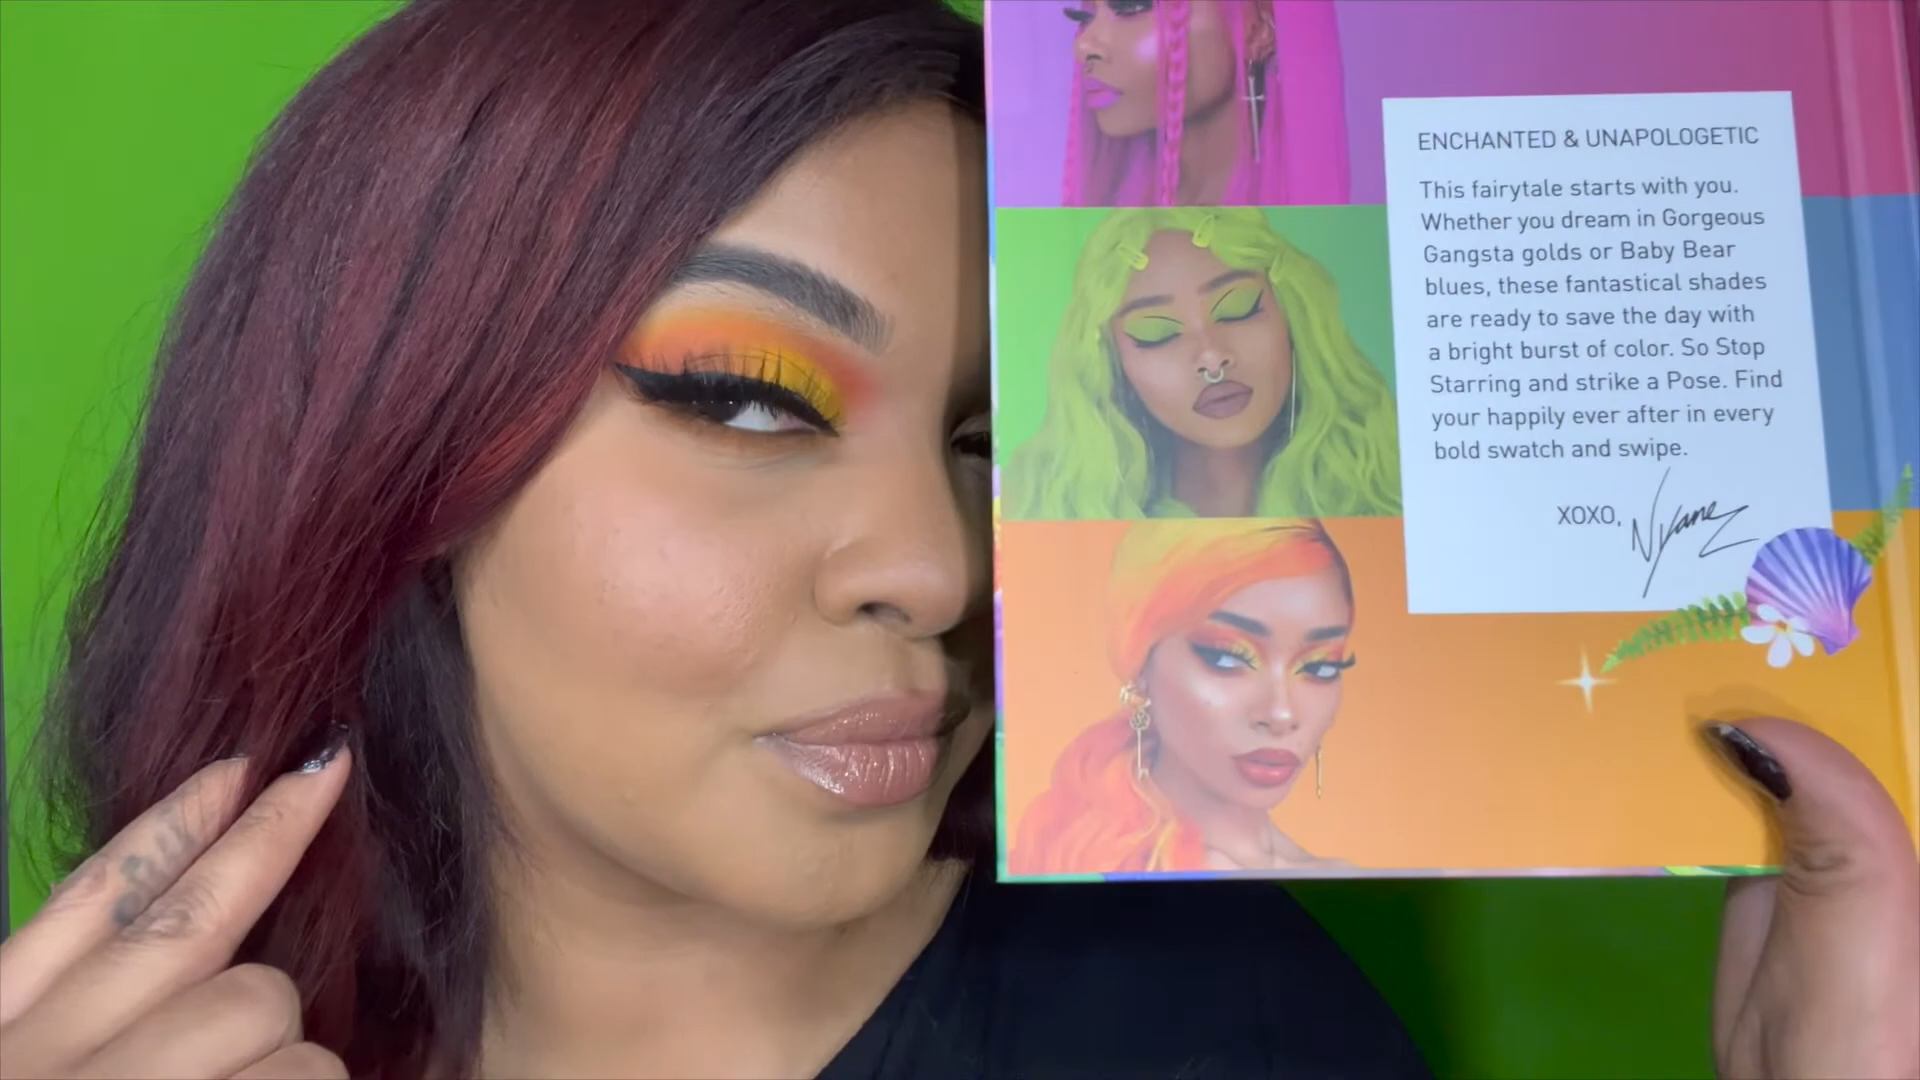 ENCHANTED & UNAPOLOGETIC
This fairytale starts with you.
Whether you dream in Gorgeous
Gangsta golds or Baby Bear
blues, these fantastical shades
are ready to save the day with
a bright burst of color. So Stop
Starring and strike a Pose. Find
your happily ever after in every
bold swatch and swipe.
XOXO, Nyane